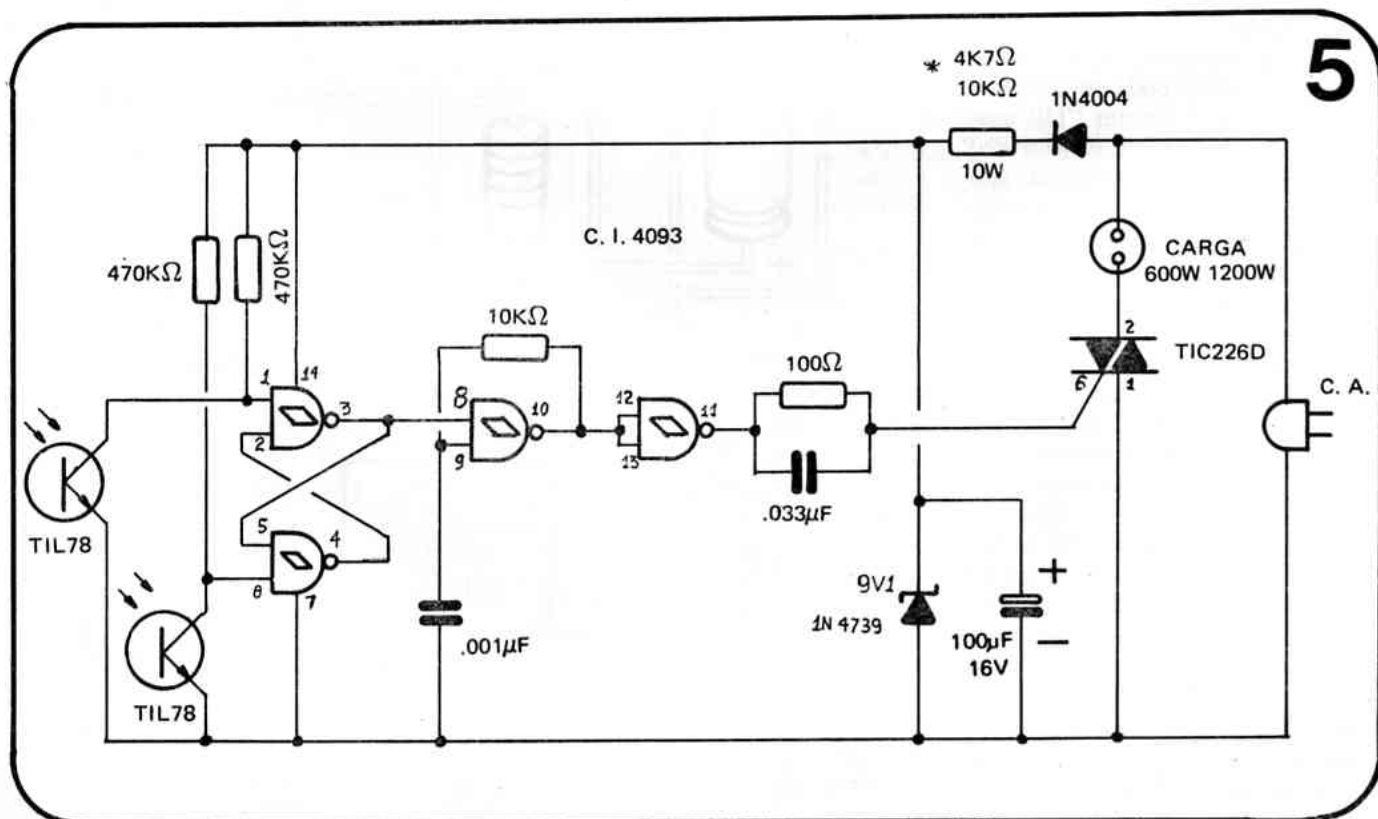 5
* 4K7Ω
10KΩ
1N4004
10W
C. I. 4093
470KΩ
470KΩ
CARGA
600W 1200W
10KΩ
2
TIC226D
6
1
100Ω
C. A.
1
14
3
2
8
10
9
12
11
13
.033µF
TIL78
5
4
6
7
9V1
1N 4739
+
100µF
16V
−
.001µF
TIL78